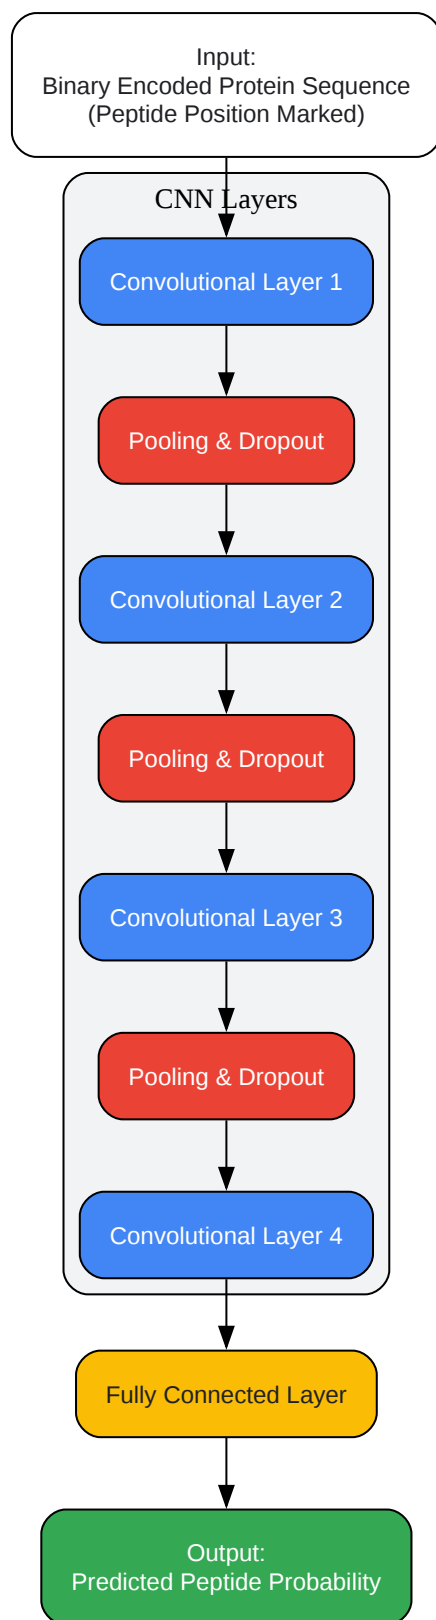 Input:
Binary Encoded Protein Sequence
(Peptide Position Marked)
CNN Layers
Convolutional Layer 1
Pooling & Dropout
Convolutional Layer 2
Pooling & Dropout
Convolutional Layer 3
Pooling & Dropout
Convolutional Layer 4
Fully Connected Layer
Output:
Predicted Peptide Probability